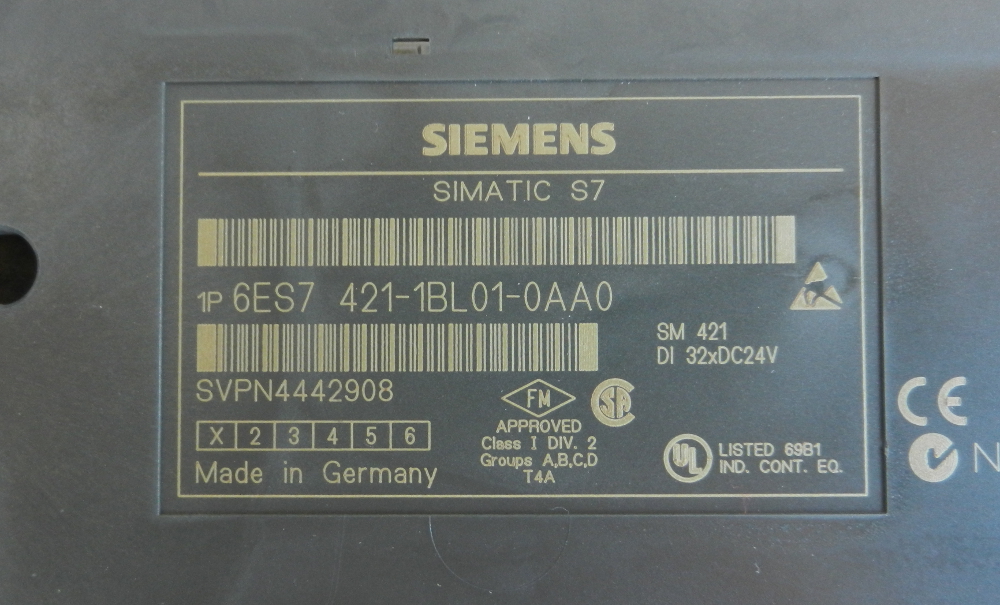 SIEMENS
SIMATIC S7
1P 6ES7 421-1BL01-0AA0
SM 421
DI 32xDC24V
SVPN4442908
X 2 3 4 5 6
Made in Germany
FM
APPROVED
Class I DIV. 2
Groups A,B,C,D
T4A
SA
UL
LISTED 69B1
IND. CONT. EQ.
CE
N